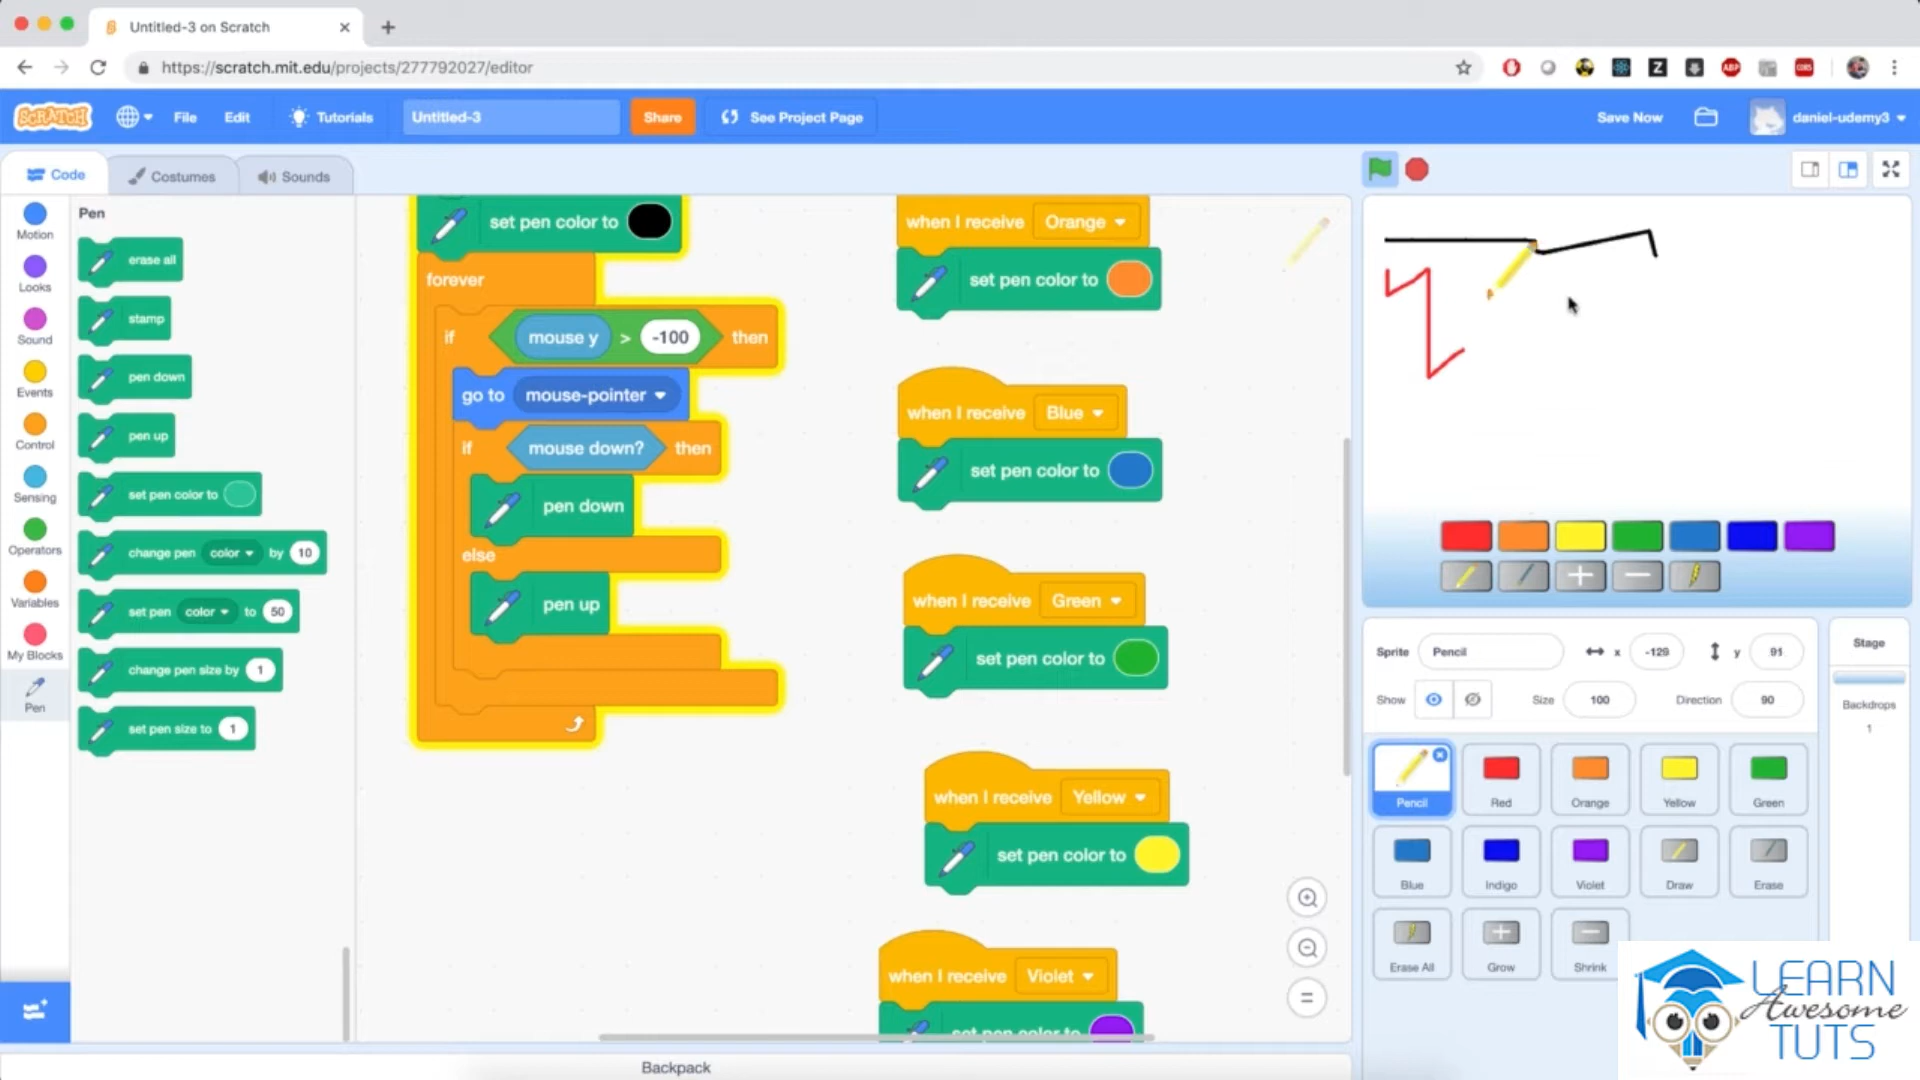 Untitled-3 on Scratch
https://scratch.mit.edu/projects/277792027/editor
Z
ABP
CORS
SCRATCH
File
Edit
Tutorials
Untitled-3
Share
See Project Page
Save Now
daniel-udemy3
Code
Costumes
Sounds
Motion
Looks
Sound
Events
Control
Sensing
Operators
Variables
My Blocks
Pen
Pen
erase all
stamp
pen down
pen up
set pen color to
change pen color by 10
set pen color to 50
change pen size by 1
set pen size to 1
set pen color to
forever
if mouse y > -100 then
go to mouse-pointer
if mouse down? then
pen down
else
pen up
when I receive Orange
set pen color to
when I receive Blue
set pen color to
when I receive Green
set pen color to
when I receive Yellow
set pen color to
when I receive Violet
set pen color to
Backpack
Sprite Pencil x -129 y 91
Show Size 100 Direction 90
Pencil
Red
Orange
Yellow
Green
Blue
Indigo
Violet
Draw
Erase
Erase All
Grow
Shrink
Stage
Backdrops
1
LEARN
Awesome
TUTS